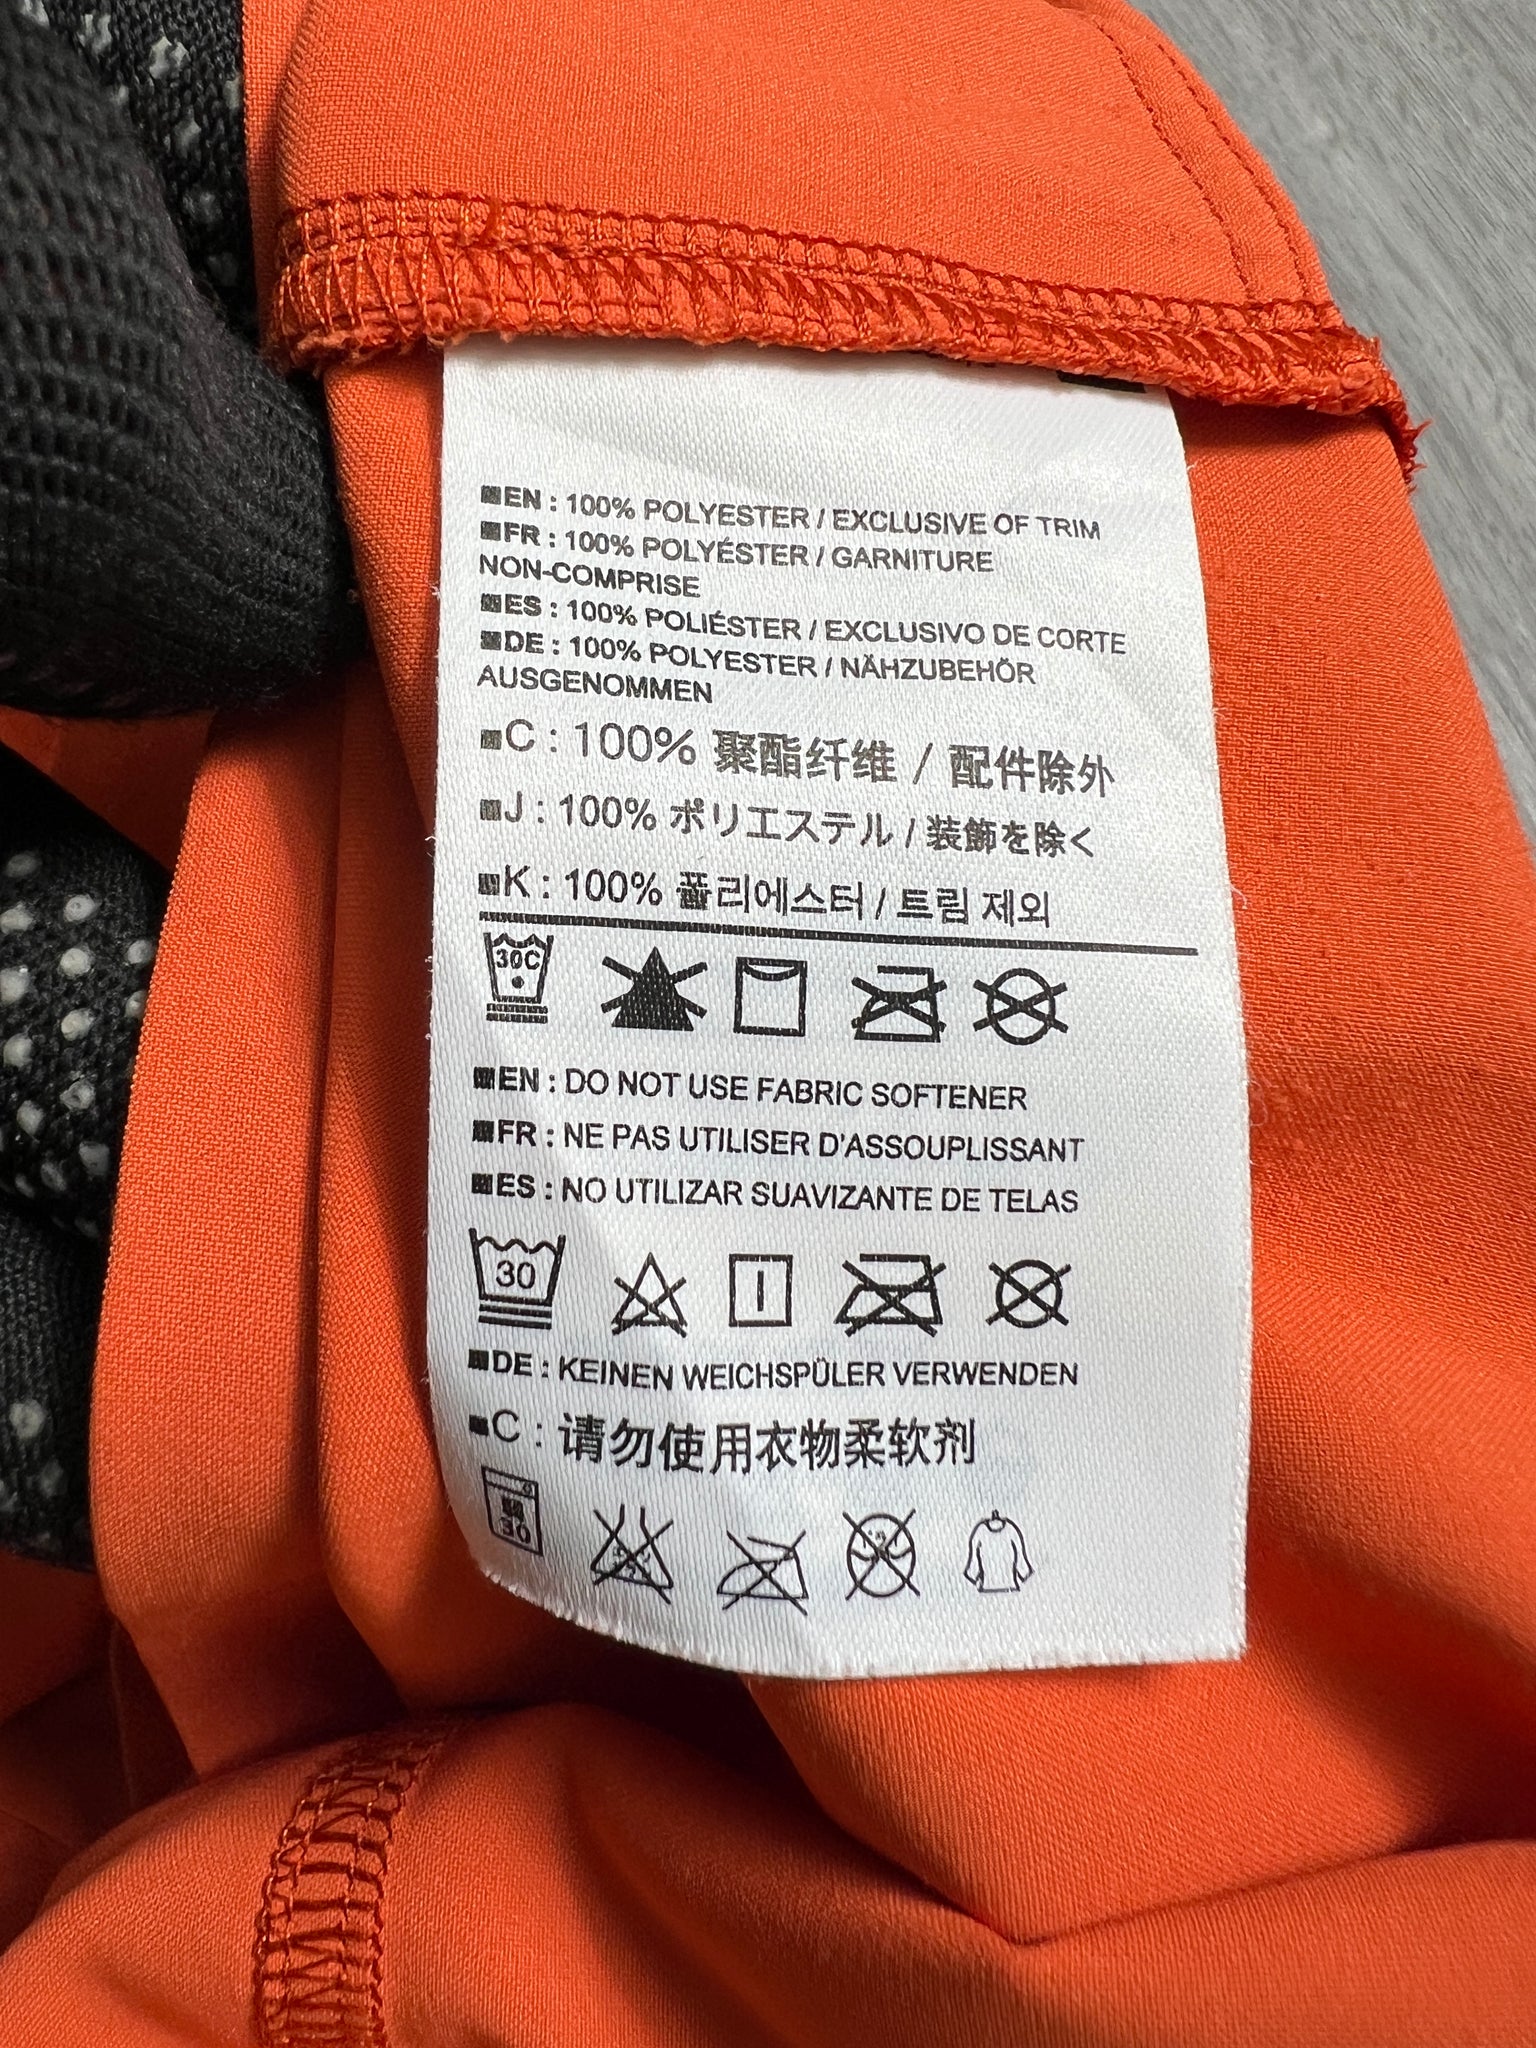 ■EN : 100% POLYESTER / EXCLUSIVE OF TRIM
■FR : 100% POLYÉSTER / GARNITURE
NON-COMPRISE
■ES : 100% POLIÉSTER / EXCLUSIVO DE CORTE
■DE : 100% POLYESTER / NÄHZUBEHÖR
AUSGENOMMEN
■C : 100% 聚酯纤维 / 配件除外
■J : 100% ポリエステル / 装飾を除く
■K : 100% 폴리에스터 / 트림 제외
30C
■EN : DO NOT USE FABRIC SOFTENER
■FR : NE PAS UTILISER D'ASSOUPLISSANT
■ES : NO UTILIZAR SUAVIZANTE DE TELAS
30
■DE : KEINEN WEICHSPÜLER VERWENDEN
■C : 请勿使用衣物柔软剂
30